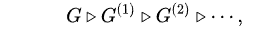 G ▷ G⁽¹⁾ ▷ G⁽²⁾ ▷ ⋯ ,